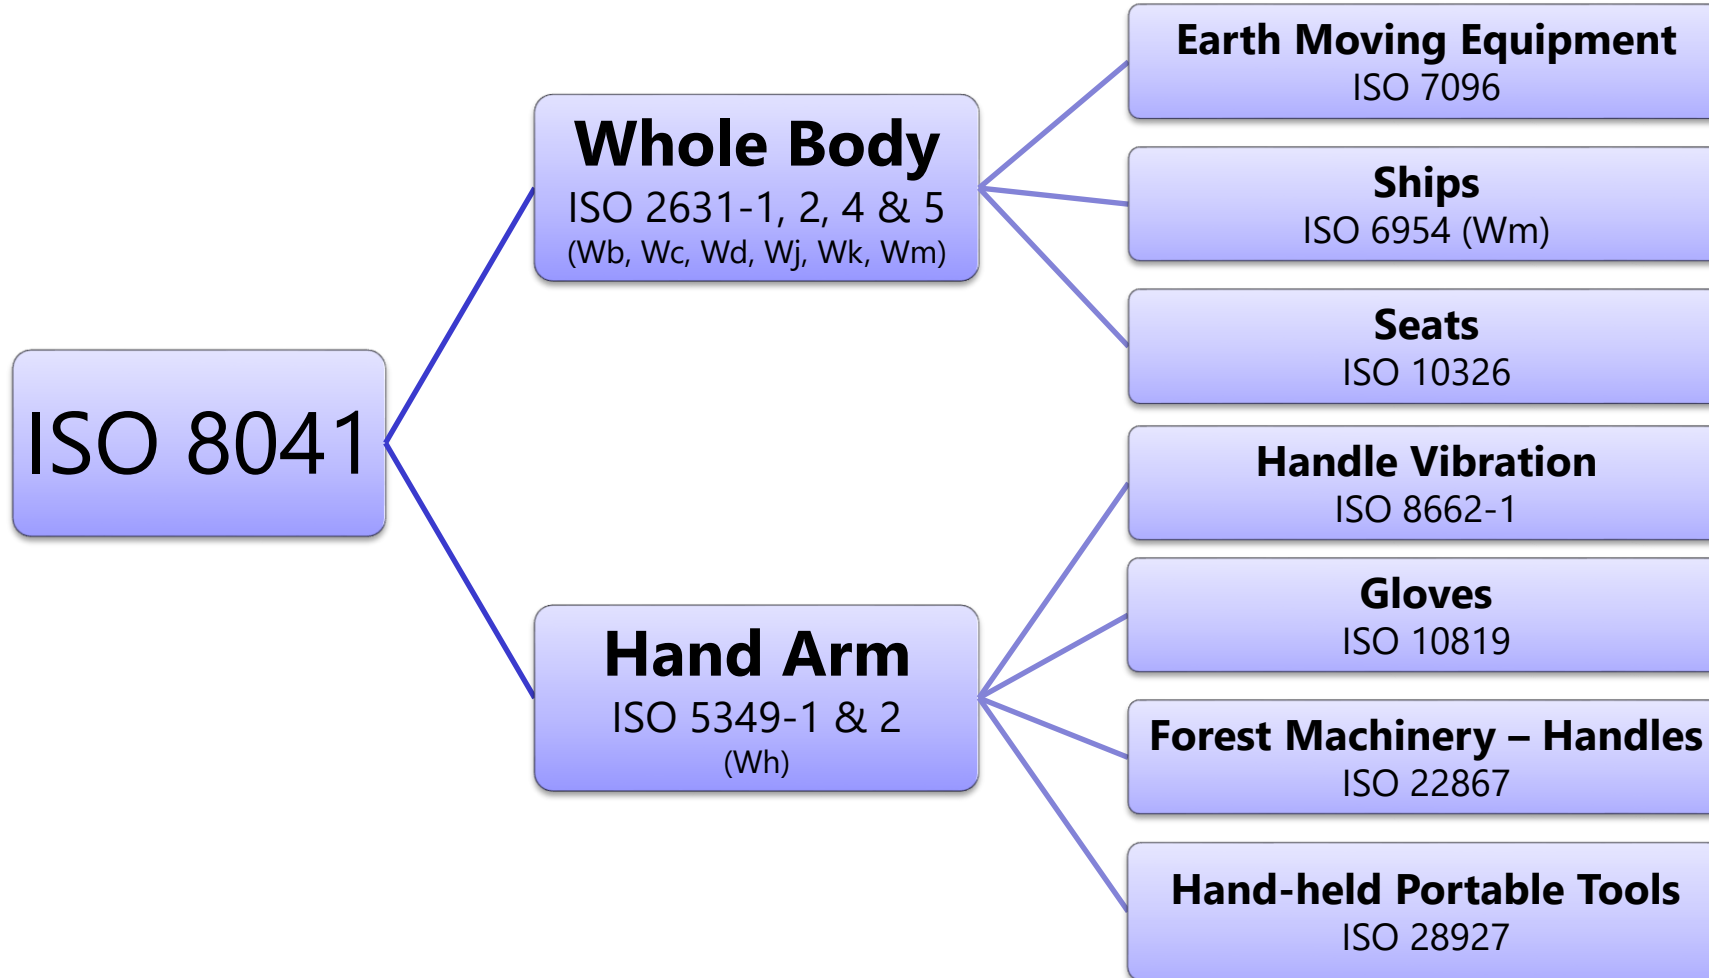 ISO 8041
Whole Body
ISO 2631-1, 2, 4 & 5
(Wb, Wc, Wd, Wj, Wk, Wm)
Hand Arm
ISO 5349-1 & 2
(Wh)
Earth Moving Equipment
ISO 7096
Ships
ISO 6954 (Wm)
Seats
ISO 10326
Handle Vibration
ISO 8662-1
Gloves
ISO 10819
Forest Machinery – Handles
ISO 22867
Hand-held Portable Tools
ISO 28927